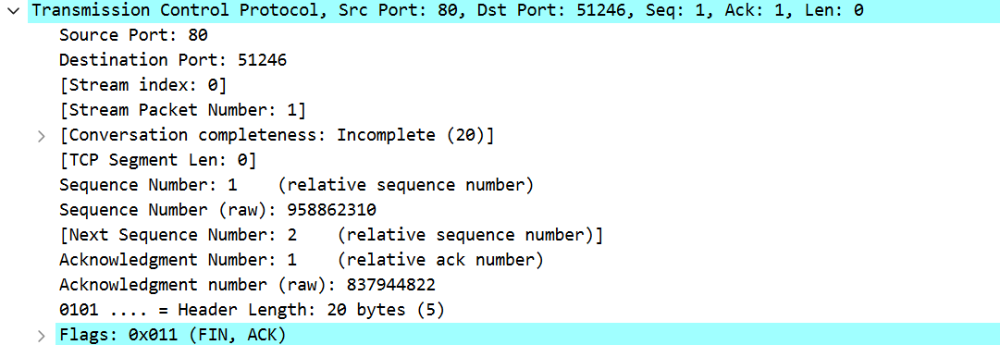 Transmission Control Protocol, Src Port: 80, Dst Port: 51246, Seq: 1, Ack: 1, Len: 0
Source Port: 80
Destination Port: 51246
[Stream index: 0]
[Stream Packet Number: 1]
[Conversation completeness: Incomplete (20)]
[TCP Segment Len: 0]
Sequence Number: 1    (relative sequence number)
Sequence Number (raw): 958862310
[Next Sequence Number: 2    (relative sequence number)]
Acknowledgment Number: 1    (relative ack number)
Acknowledgment number (raw): 837944822
0101 .... = Header Length: 20 bytes (5)
Flags: 0x011 (FIN, ACK)